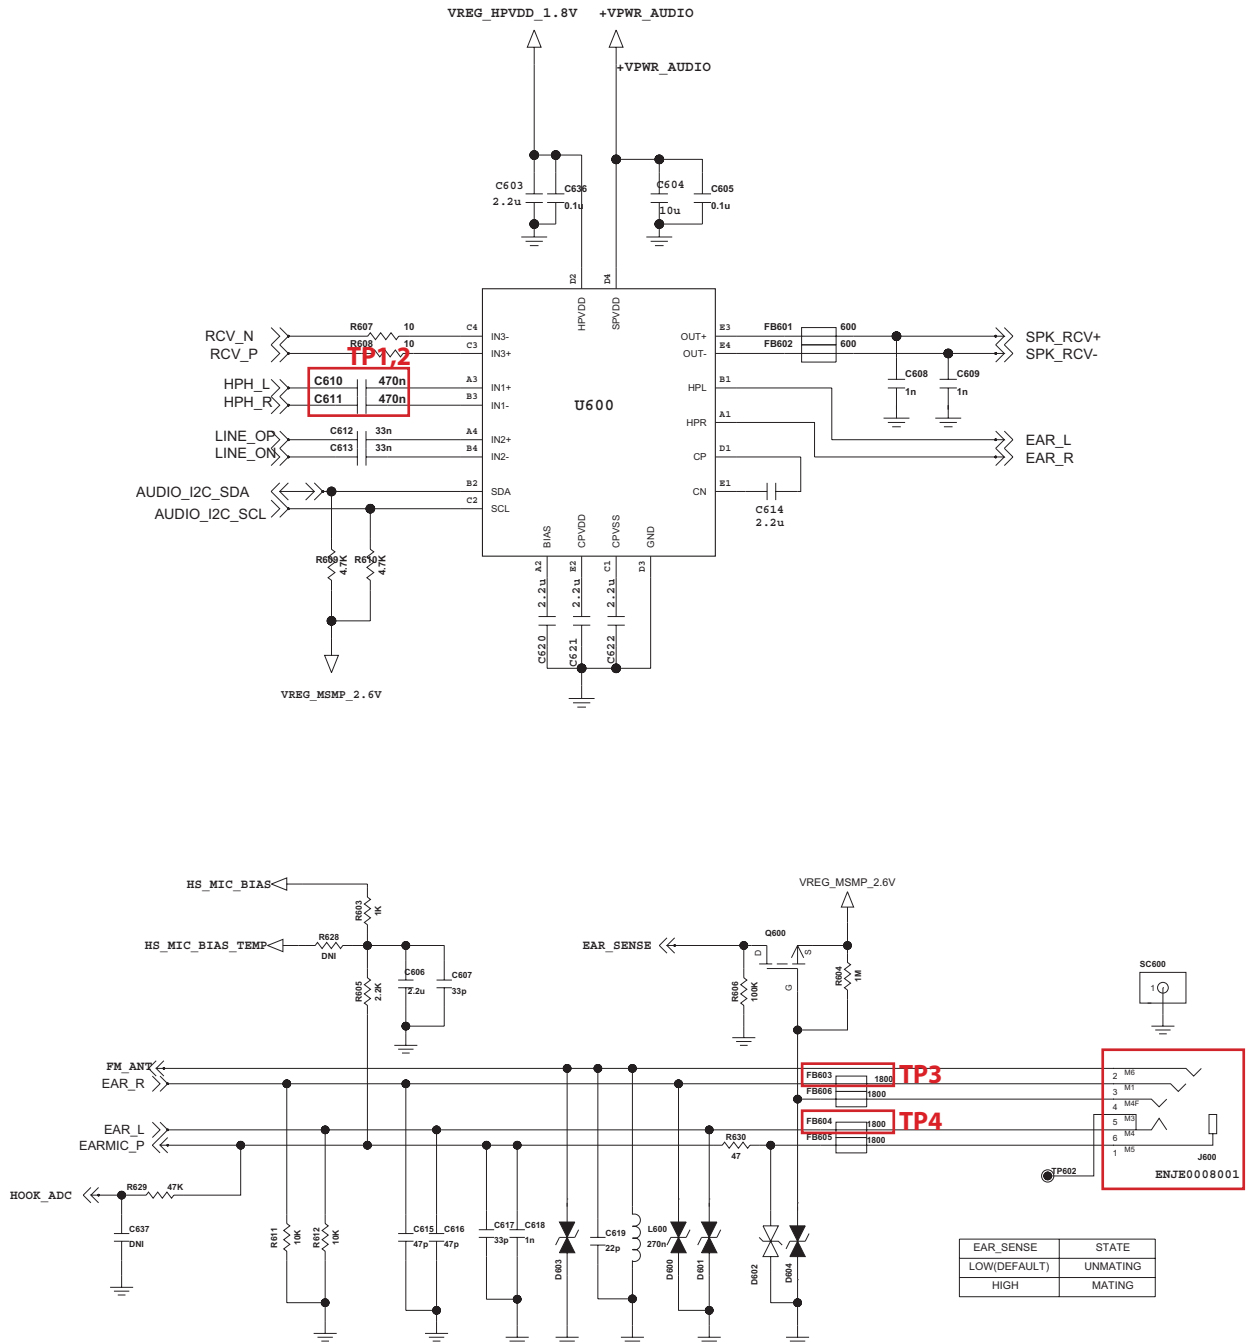 VREG_HPVDD_1.8V +VPWR_AUDIO
+VPWR_AUDIO
C603 2.2u
C636 0.1u
C604 10u
C605 0.1u
D2 D4
HPVDD SPVDD
RCV_N R607 10 C4 IN3-
RCV_P R608 10 C3 IN3+
TP1,2
HPH_L C610 470n A3 IN1+
HPH_R C611 470n B3 IN1-
LINE_OP C612 33n A4 IN2+
LINE_ON C613 33n B4 IN2-
AUDIO_I2C_SDA B2 SDA
AUDIO_I2C_SCL C2 SCL
U600
OUT+ E3 FB601 600 SPK_RCV+
OUT- E4 FB602 600 SPK_RCV-
C608 1n
C609 1n
HPL B1
HPR A1
EAR_L
EAR_R
CP D1
CN E1
C614 2.2u
BIAS CPVDD CPVSS GND
A2 E2 C1 D3
R609 4.7K
R610 4.7K
2.2u 2.2u 2.2u
C620 C621 C622
VREG_MSMP_2.6V
HS_MIC_BIAS
R603 1K
HS_MIC_BIAS_TEMP R628 DNI
R605 2.2K
C606 2.2u
C607 33p
EAR_SENSE
Q600
D S G
VREG_MSMP_2.6V
R606 100K
R604 1M
SC600
1
FM_ANT
EAR_R
FB603 1800 TP3
FB606 1800
EAR_L
EARMIC_P
FB604 1800 TP4
FB605 1800
R630 47
2 M6
3 M1
4 M4F
5 M3
6 M4
1 M5
J600
ENJE0008001
TP602
HOOK_ADC R629 47K
C637 DNI
R611 10K
R612 10K
C615 47p
C616 47p
C617 33p
C618 1n
D603
C619 22p
L600 270n
D600
D601
D602
D604
EAR_SENSE STATE
LOW(DEFAULT) UNMATING
HIGH MATING